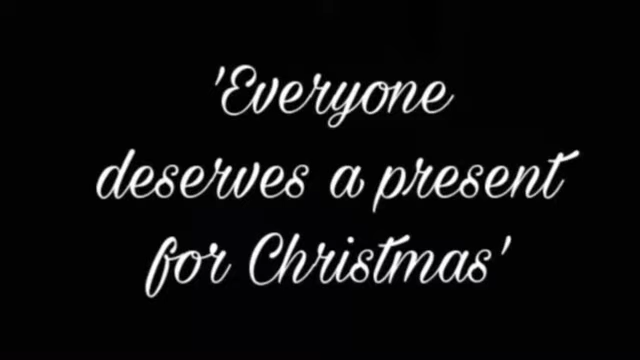 'Everyone
deserves a present
for Christmas'